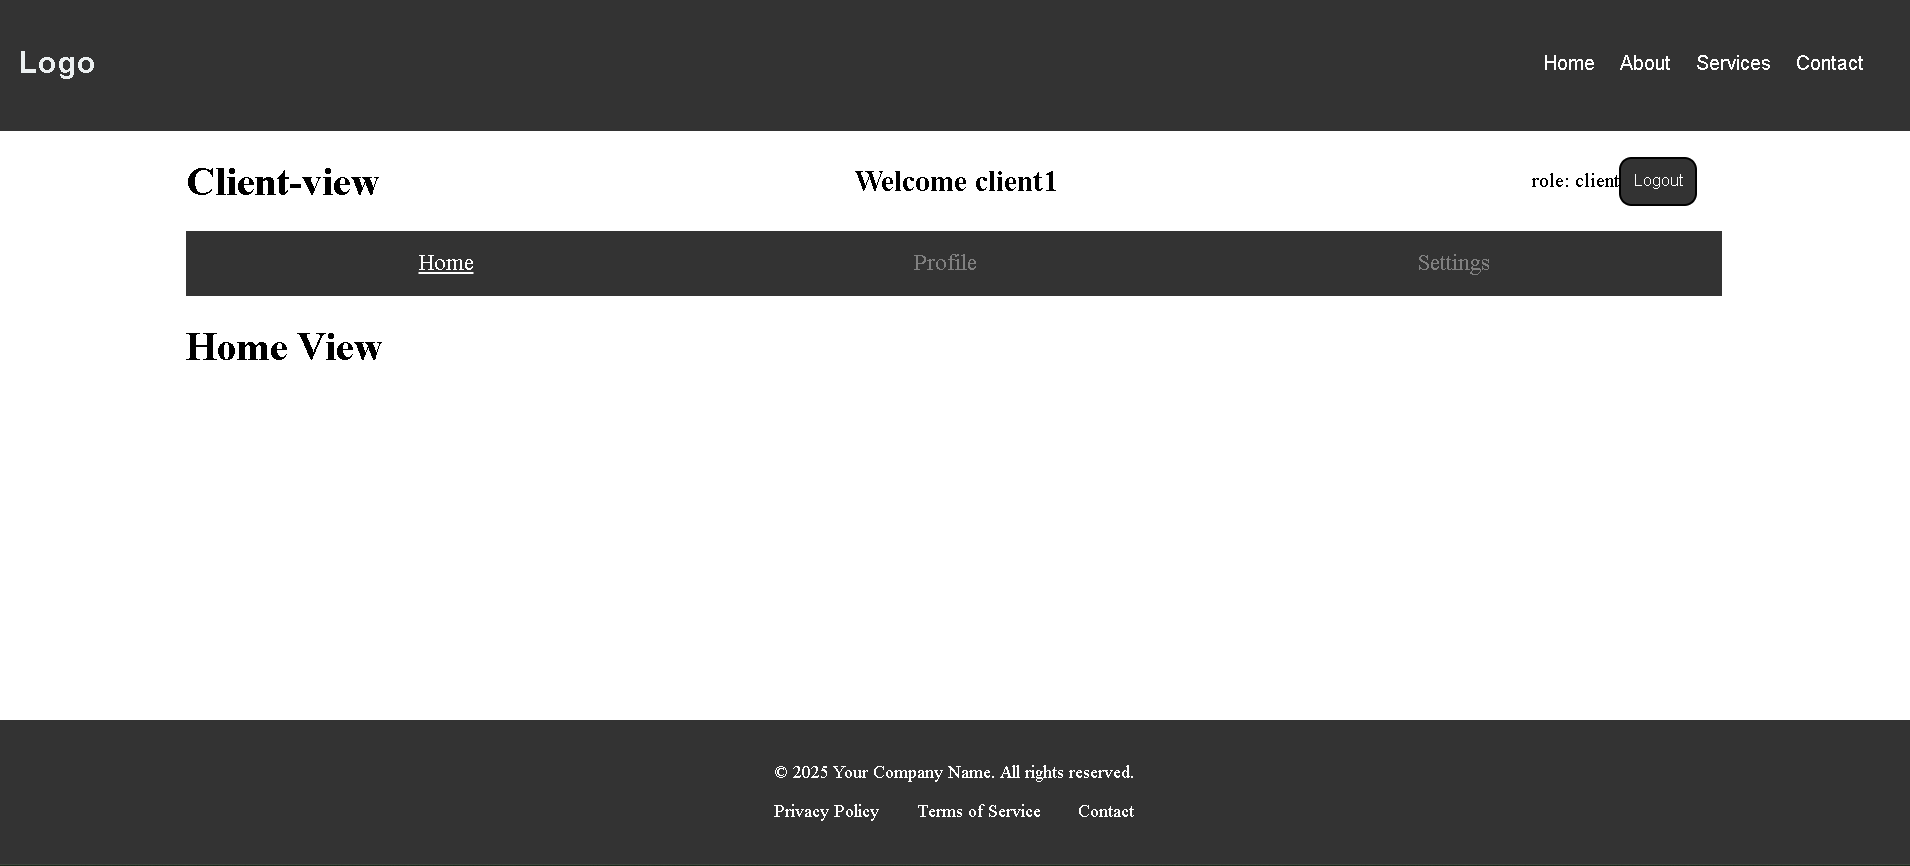 Logo
Home About Services Contact
Client-view Welcome client1 role: client Logout
Home Profile Settings
Home View
© 2025 Your Company Name. All rights reserved.
Privacy Policy Terms of Service Contact